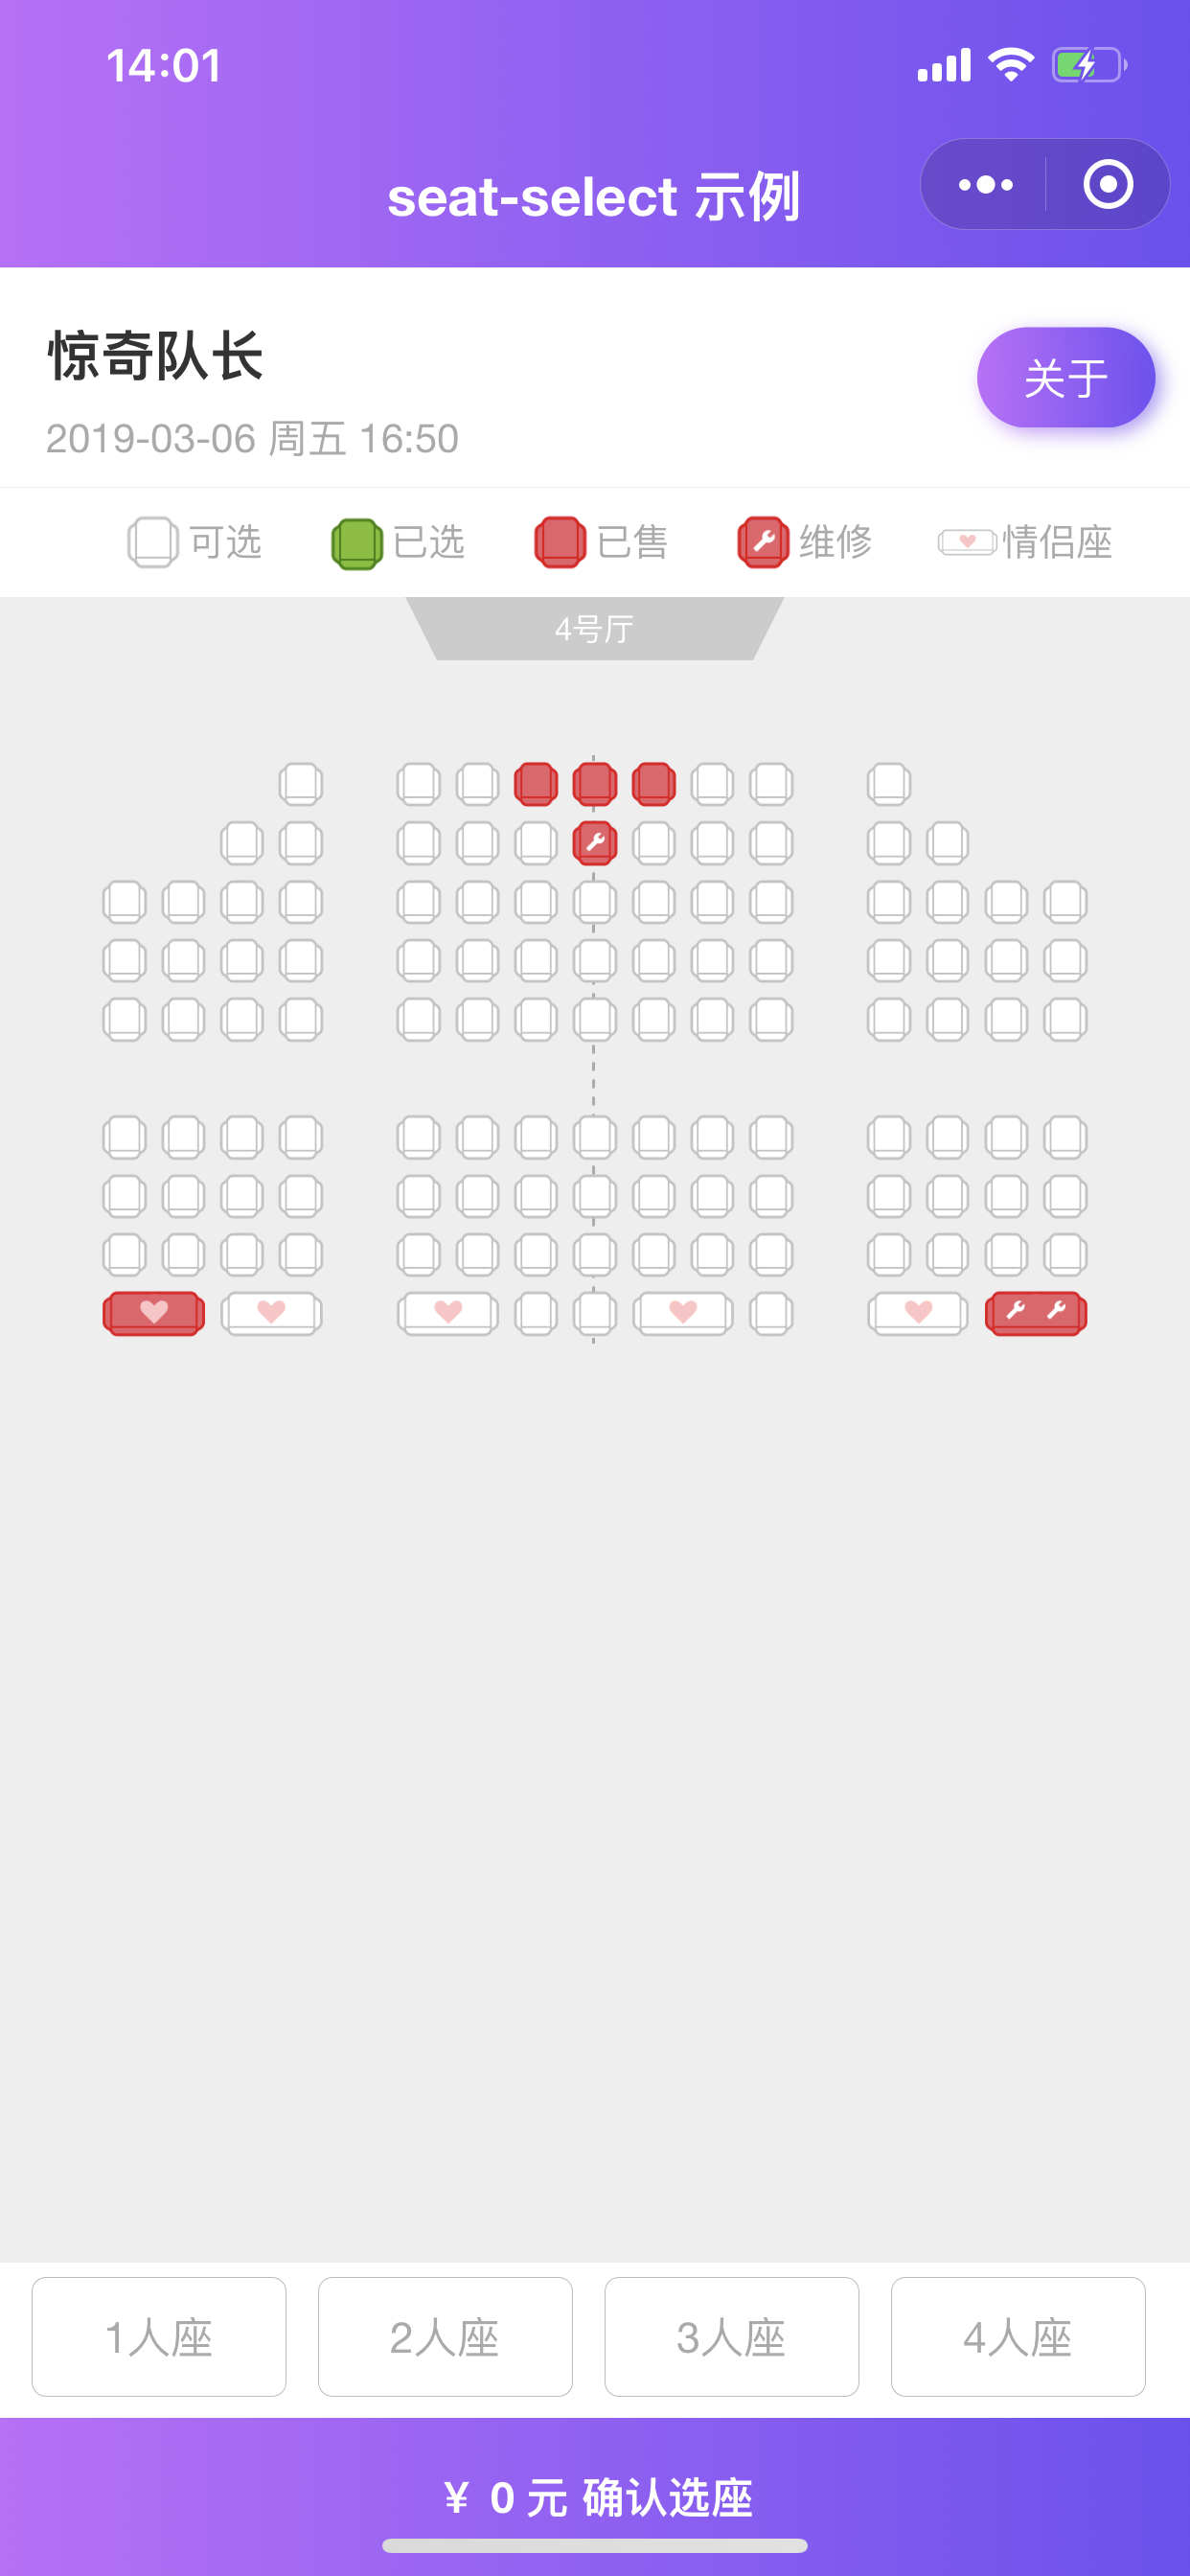 14:01
seat-select 示例
惊奇队长
关于
2019-03-06 周五 16:50
可选 已选 已售 维修 情侣座
4号厅
1人座 2人座 3人座 4人座
¥ 0 元 确认选座